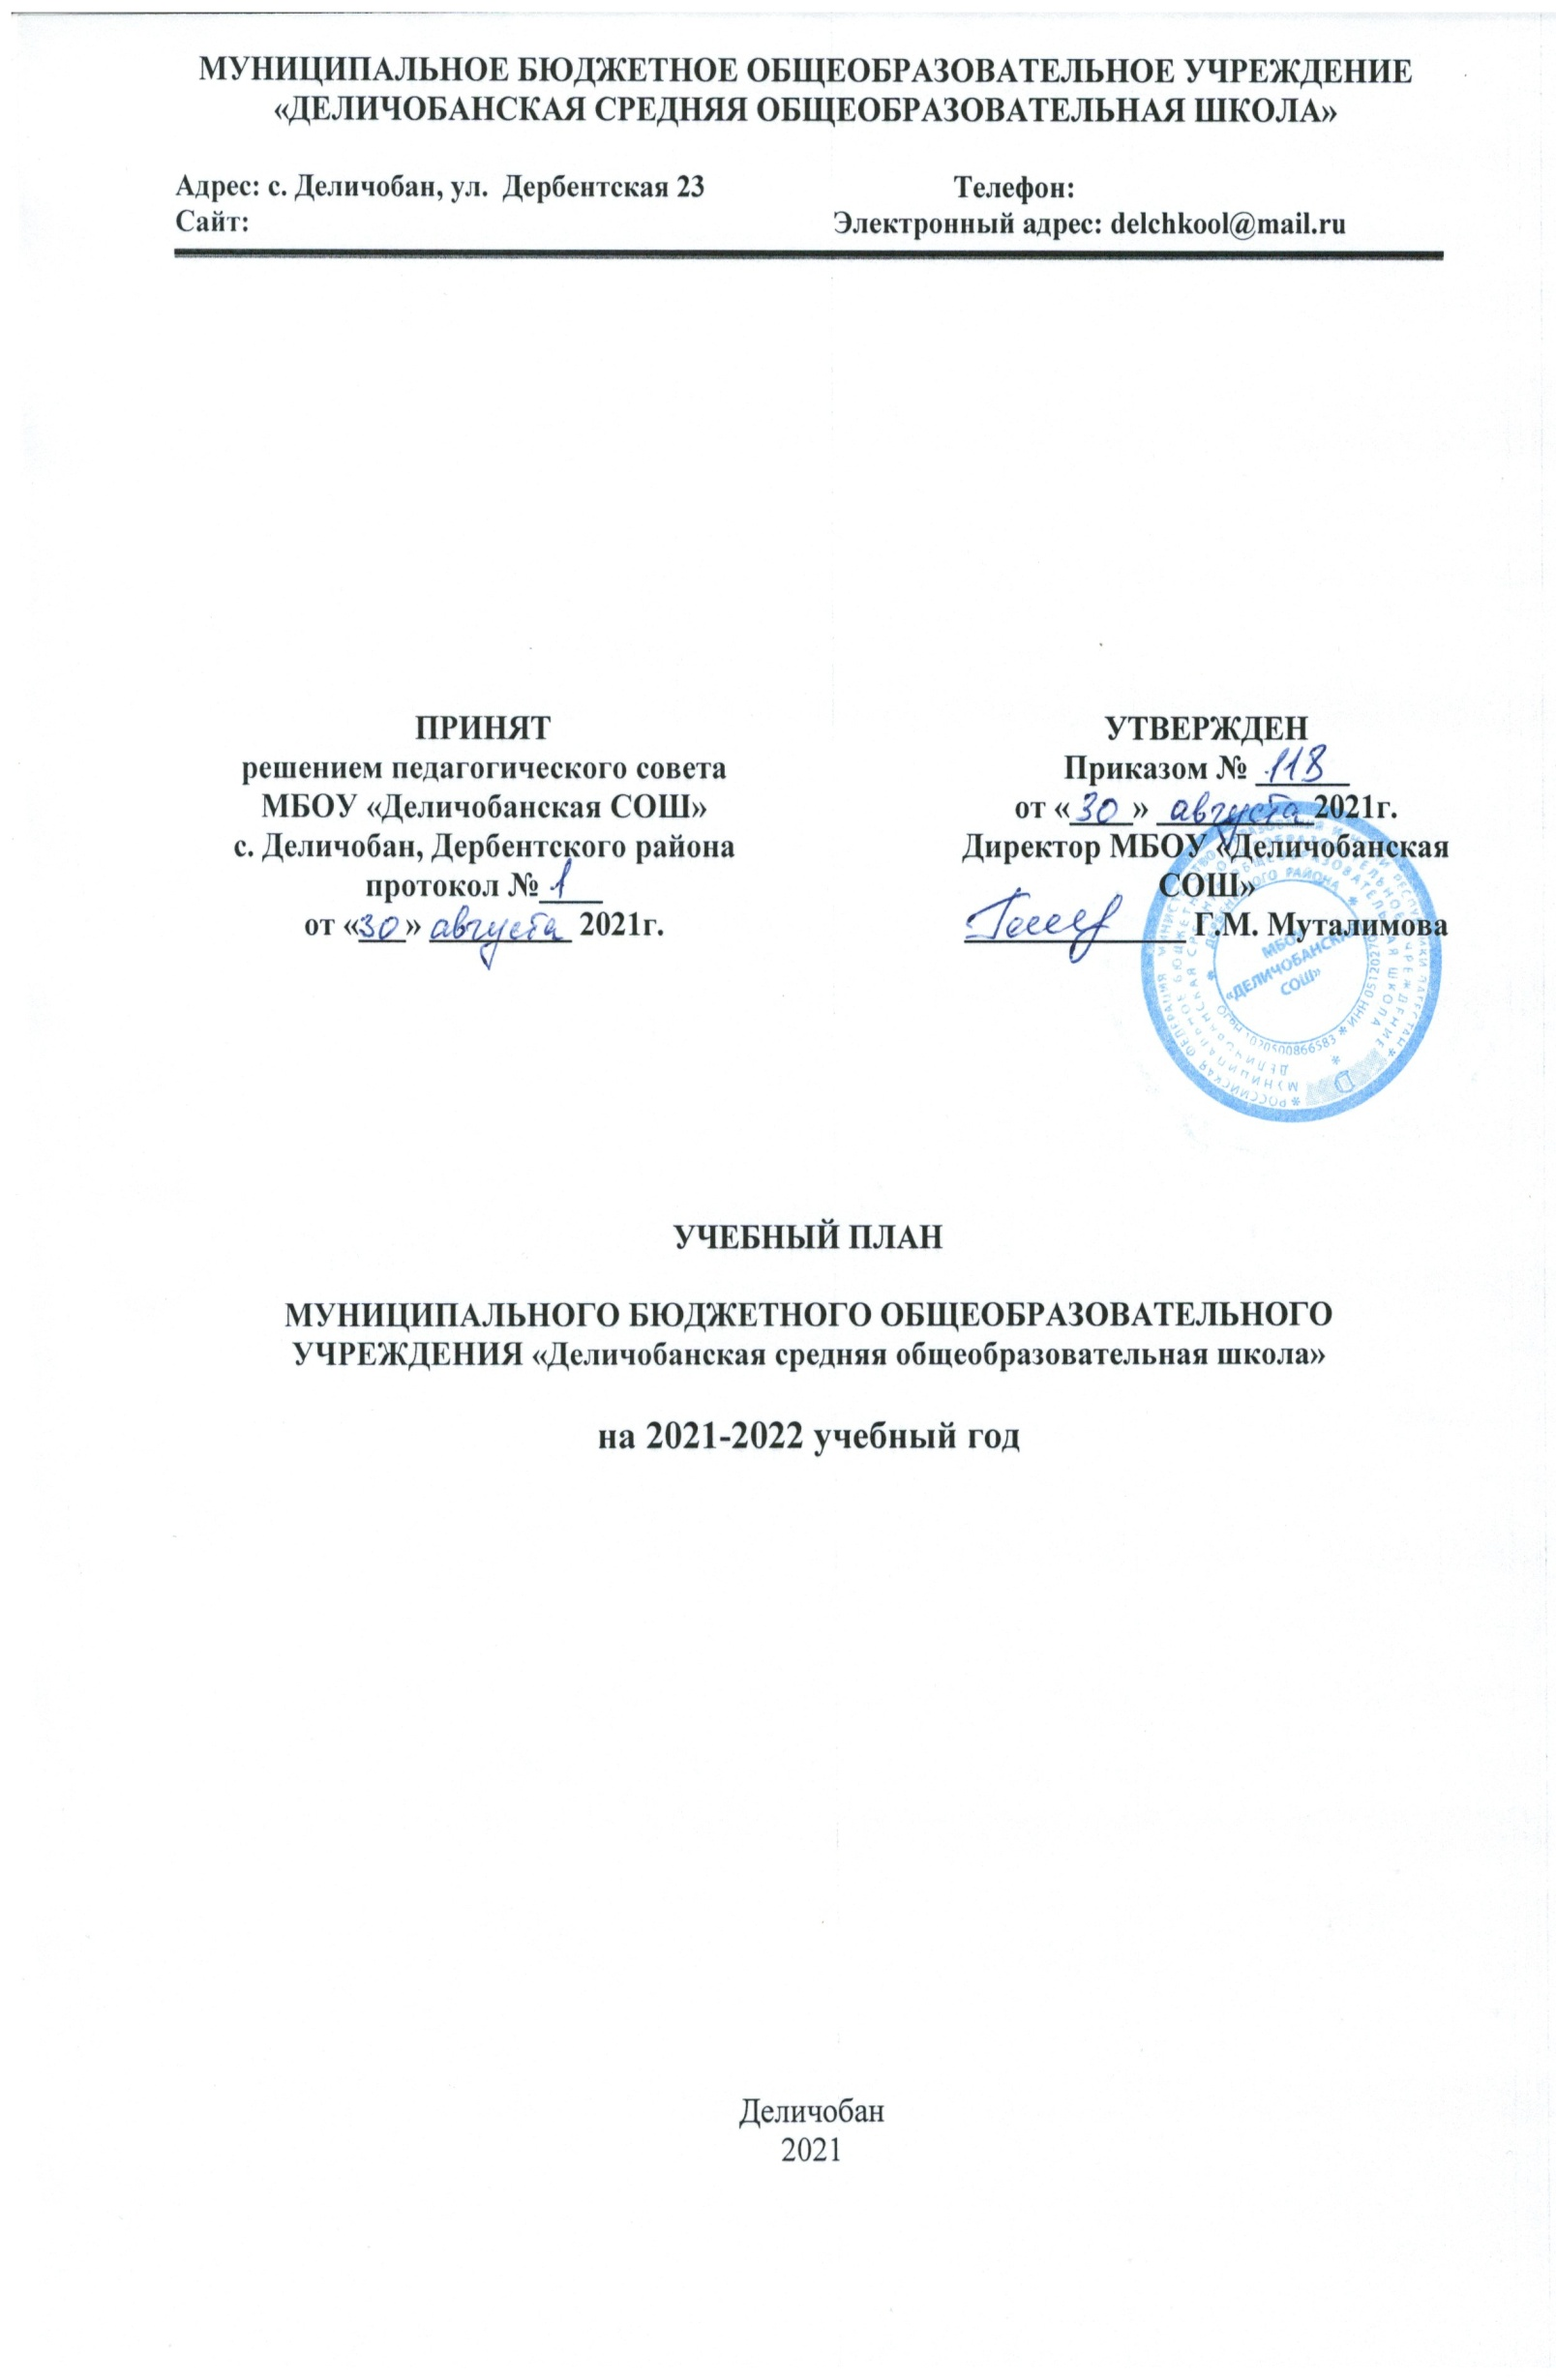 МУНИЦИПАЛЬНОЕ БЮДЖЕТНОЕ ОБЩЕОБРАЗОВАТЕЛЬНОЕ УЧРЕЖДЕНИЕ
«ДЕЛИЧОБАНСКАЯ СРЕДНЯЯ ОБЩЕОБРАЗОВАТЕЛЬНАЯ ШКОЛА»
Адрес: с. Деличобан, ул. Дербентская 23 Телефон:
Сайт: Электронный адрес: delchkool@mail.ru
ПРИНЯТ
решением педагогического совета
МБОУ «Деличобанская СОШ»
с. Деличобан, Дербентского района
протокол № 1
от «30» августа 2021г.
УТВЕРЖДЕН
Приказом № 118
от «30» августа 2021г.
Директор МБОУ «Деличобанская
СОШ»
Г.М. Муталимова
МБОУ
«ДЕЛИЧОБАНСКАЯ
СОШ»
УЧЕБНЫЙ ПЛАН
МУНИЦИПАЛЬНОГО БЮДЖЕТНОГО ОБЩЕОБРАЗОВАТЕЛЬНОГО
УЧРЕЖДЕНИЯ «Деличобанская средняя общеобразовательная школа»
на 2021-2022 учебный год
Деличобан
2021